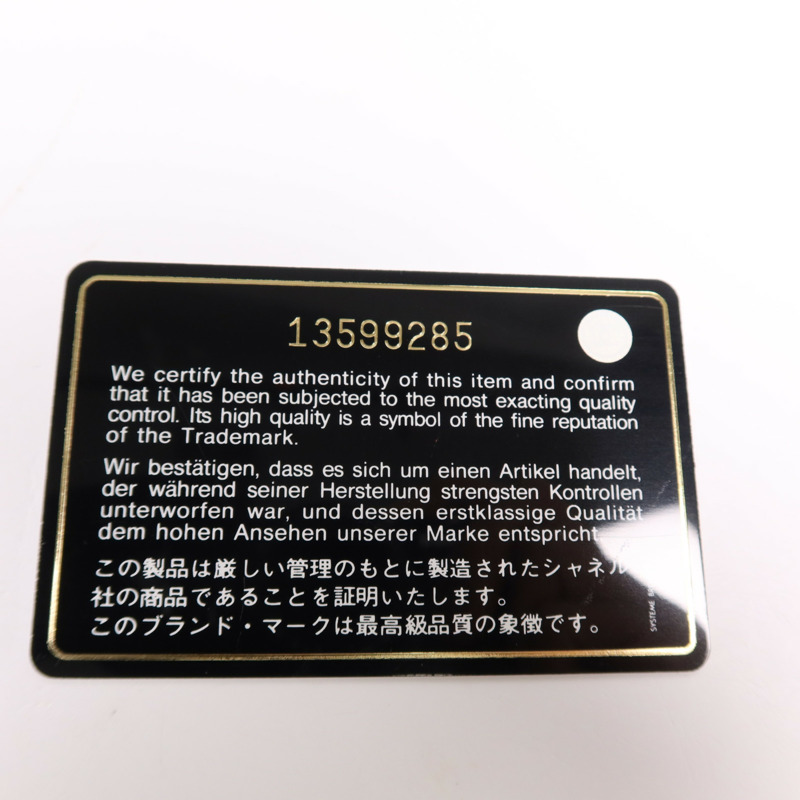 13599285
We certify the authenticity of this item and confirm
that it has been subjected to the most exacting quality
control. Its high quality is a symbol of the fine reputation
of the Trademark.
Wir bestätigen, dass es sich um einen Artikel handelt,
der während seiner Herstellung strengsten Kontrollen
unterworfen war, und dessen erstklassige Qualität
dem hohen Ansehen unserer Marke entspricht.
この製品は厳しい管理のもとに製造されたシャネル
社の商品であることを証明いたします。
このブランド・マークは最高級品質の象徴です。
SYSTEME